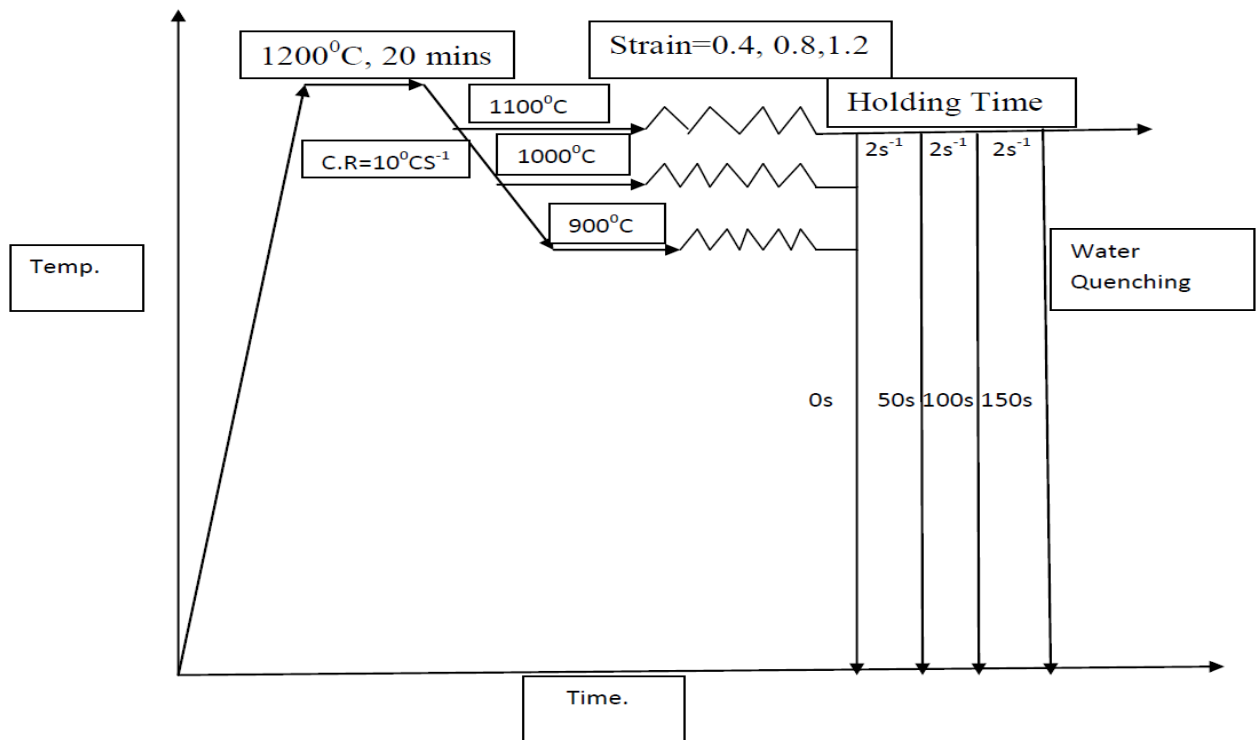 1200⁰C, 20 mins
Strain=0.4, 0.8,1.2
1100⁰C
Holding Time
C.R=10⁰CS⁻¹
1000⁰C
2s⁻¹ 2s⁻¹ 2s⁻¹
900⁰C
Temp.
Water
Quenching
0s 50s 100s 150s
Time.